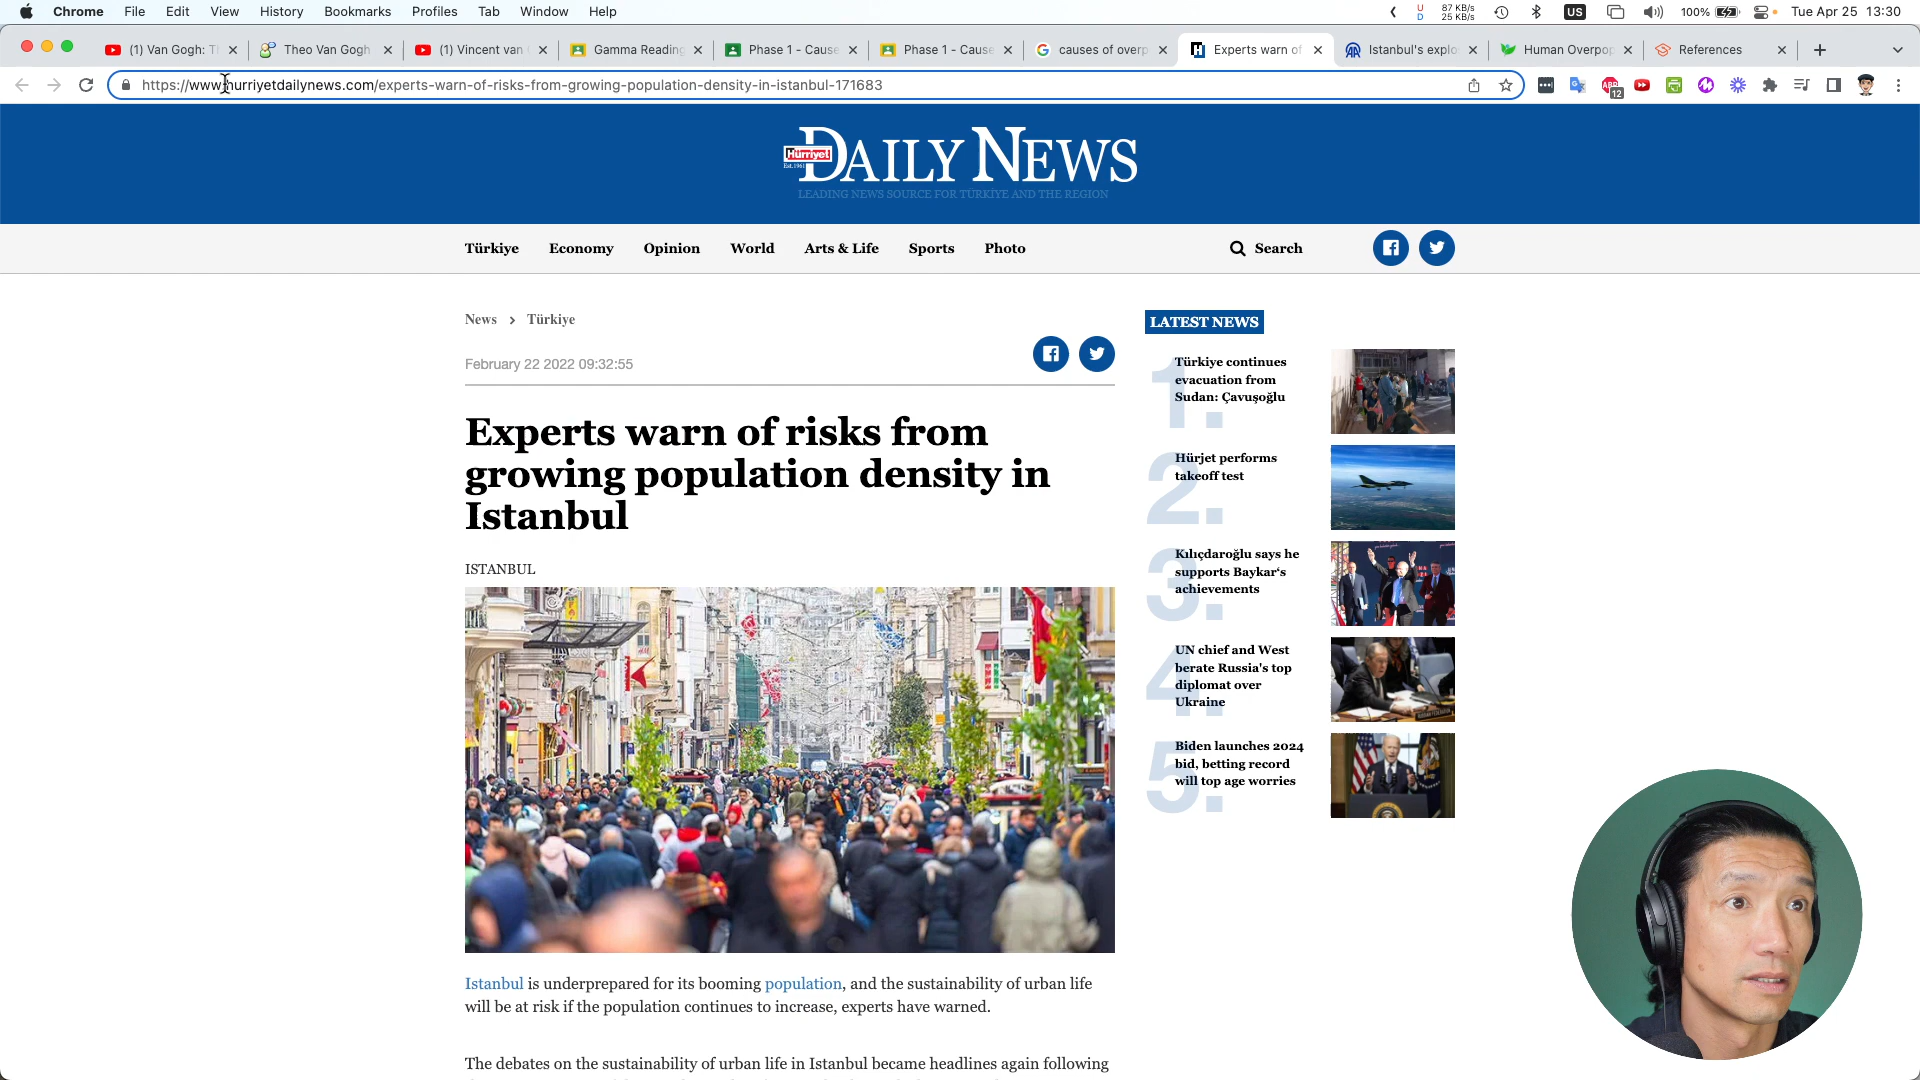 Chrome File Edit View History Bookmarks Profiles Tab Window Help
U 87 KB/s
D 25 KB/s
US
100%
Tue Apr 25 13:30
(1) Van Gogh: T
Theo Van Gogh
(1) Vincent van
Gamma Reading
Phase 1 - Cause
Phase 1 - Cause
causes of overp
Experts warn of
Istanbul's explo
Human Overpop
References
https://www.hurriyetdailynews.com/experts-warn-of-risks-from-growing-population-density-in-istanbul-171683
ABP
12
Hürriyet
Est.1961
DAILY NEWS
LEADING NEWS SOURCE FOR TÜRKİYE AND THE REGION
Türkiye Economy Opinion World Arts & Life Sports Photo Search
News > Türkiye
February 22 2022 09:32:55
Experts warn of risks from
growing population density in
Istanbul
ISTANBUL
Istanbul is underprepared for its booming population, and the sustainability of urban life
will be at risk if the population continues to increase, experts have warned.
The debates on the sustainability of urban life in Istanbul became headlines again following
LATEST NEWS
1.
Türkiye continues
evacuation from
Sudan: Çavuşoğlu
2.
Hürjet performs
takeoff test
3.
Kılıçdaroğlu says he
supports Baykar‘s
achievements
4.
UN chief and West
berate Russia's top
diplomat over
Ukraine
5.
Biden launches 2024
bid, betting record
will top age worries